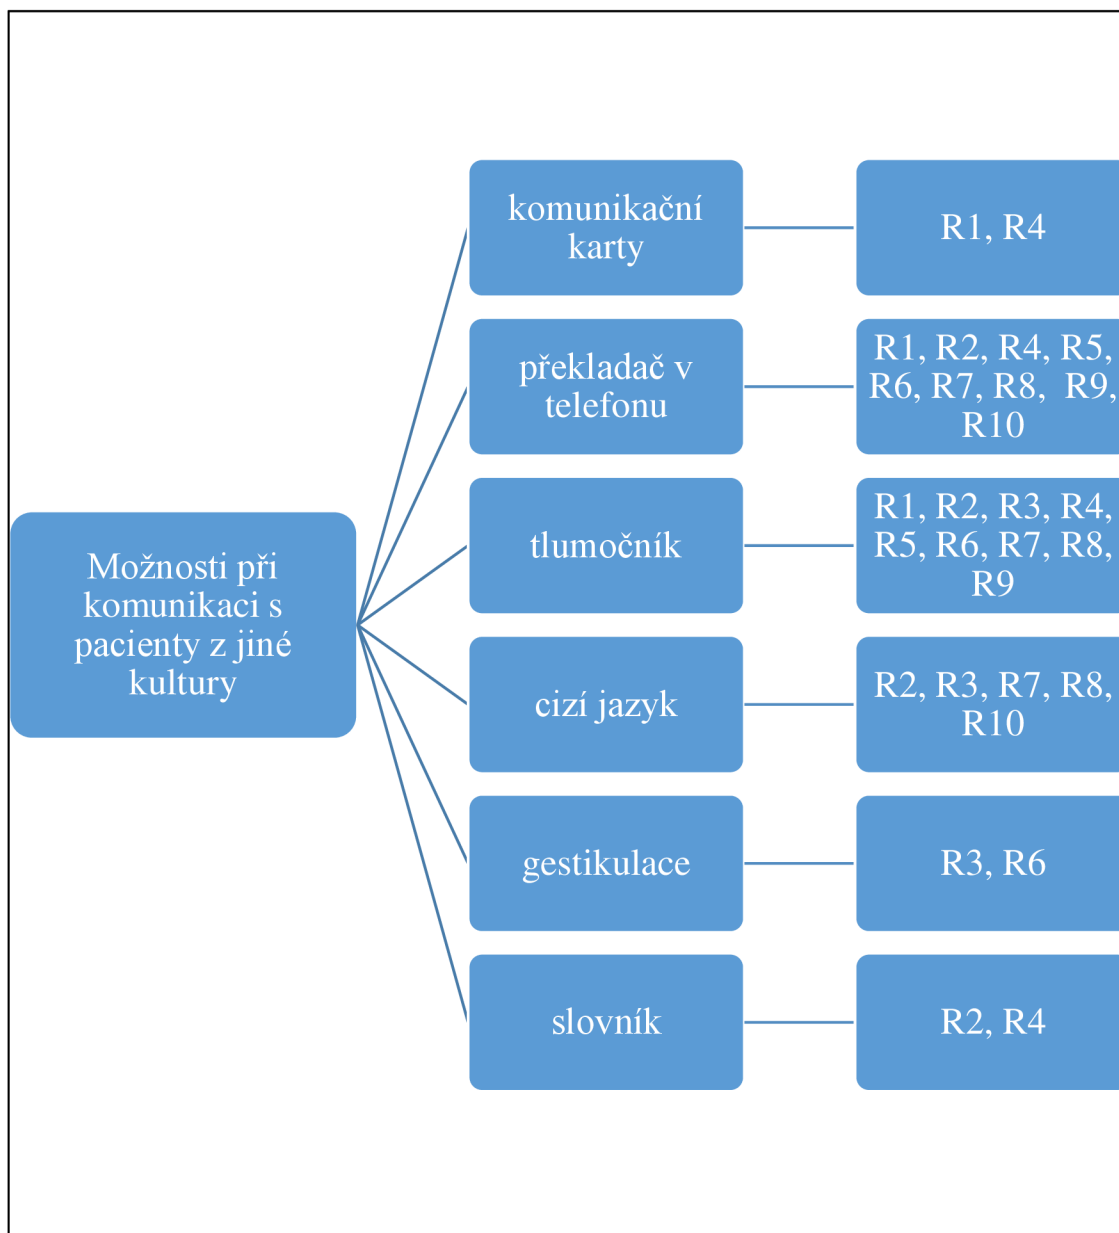 Možnosti při
komunikaci s
pacienty z jiné
kultury
komunikační
karty
R1, R4
překladač v
telefonu
R1, R2, R4, R5,
R6, R7, R8,  R9,
R10
tlumočník
R1, R2, R3, R4,
R5, R6, R7, R8,
R9
cizí jazyk
R2, R3, R7, R8,
R10
gestikulace
R3, R6
slovník
R2, R4